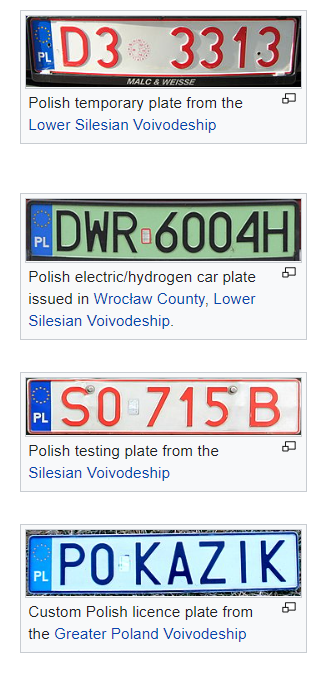 PL D3 3313
MALC & WEISSE
Polish temporary plate from the
Lower Silesian Voivodeship
PL DWR 6004H
Polish electric/hydrogen car plate
issued in Wrocław County, Lower
Silesian Voivodeship.
PL S0 715B
Polish testing plate from the
Silesian Voivodeship
PL PO KAZIK
Custom Polish licence plate from
the Greater Poland Voivodeship